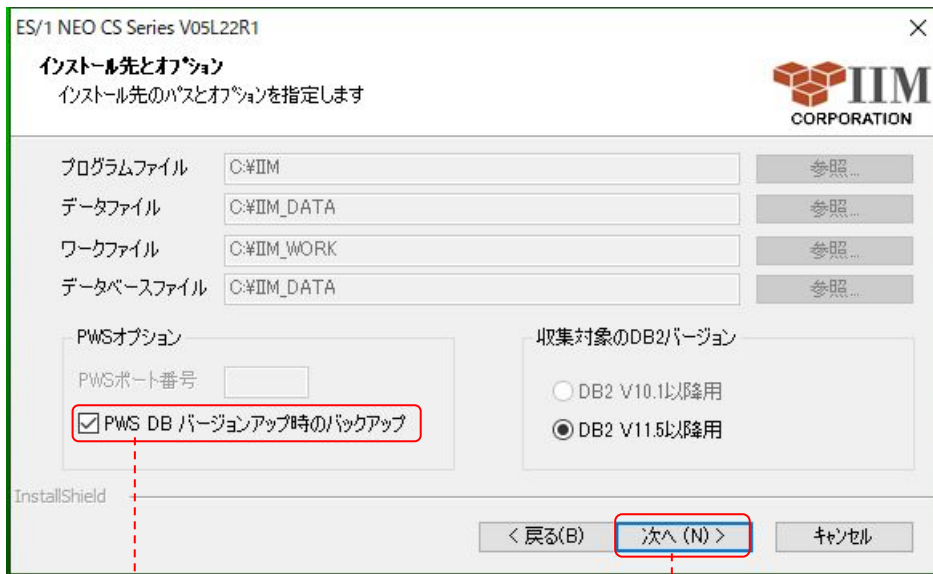 ES/1 NEO CS Series V05L22R1
インストール先とオプション
インストール先のパスとオプションを指定します
IIM
CORPORATION
プログラムファイル C:¥IIM 参照...
データファイル C:¥IIM_DATA 参照...
ワークファイル C:¥IIM_WORK 参照...
データベースファイル C:¥IIM_DATA 参照...
PWSオプション
PWSポート番号
PWS DB バージョンアップ時のバックアップ
収集対象のDB2バージョン
DB2 V10.1以降用
DB2 V11.5以降用
InstallShield
< 戻る(B) 次へ (N) > キャンセル